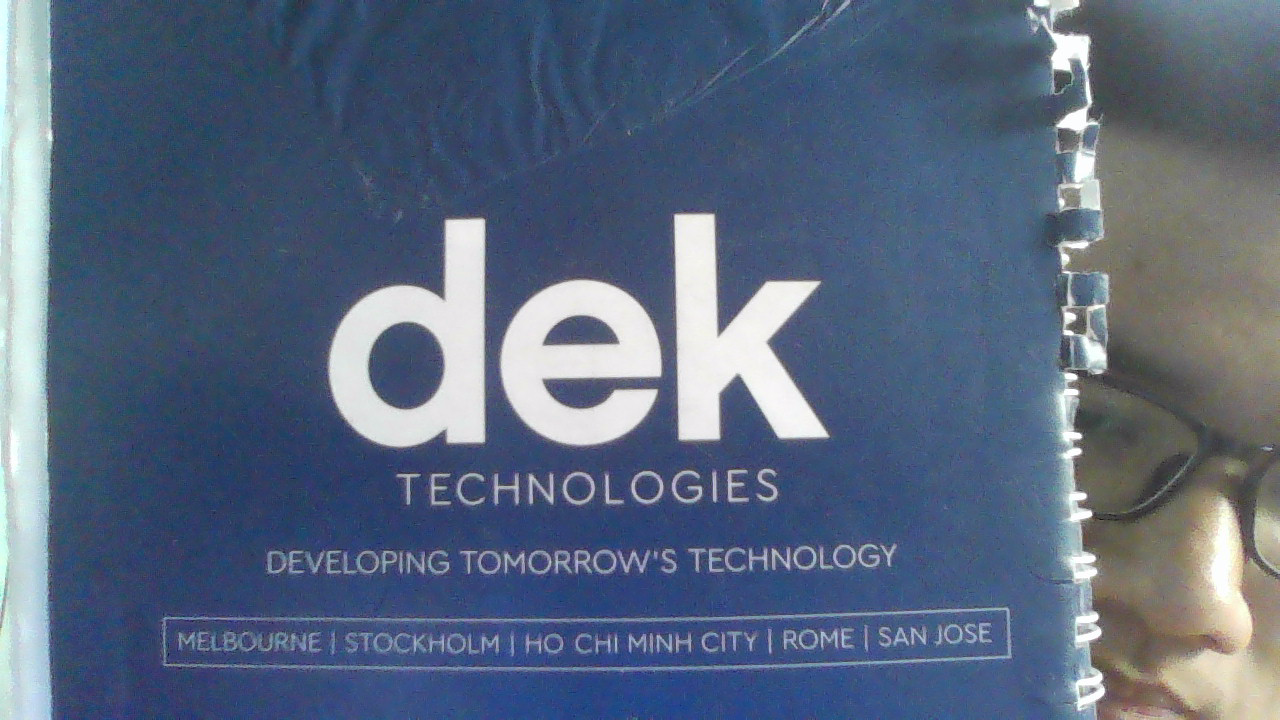 dek
TECHNOLOGIES
DEVELOPING TOMORROW'S TECHNOLOGY
MELBOURNE | STOCKHOLM | HO CHI MINH CITY | ROME | SAN JOSE